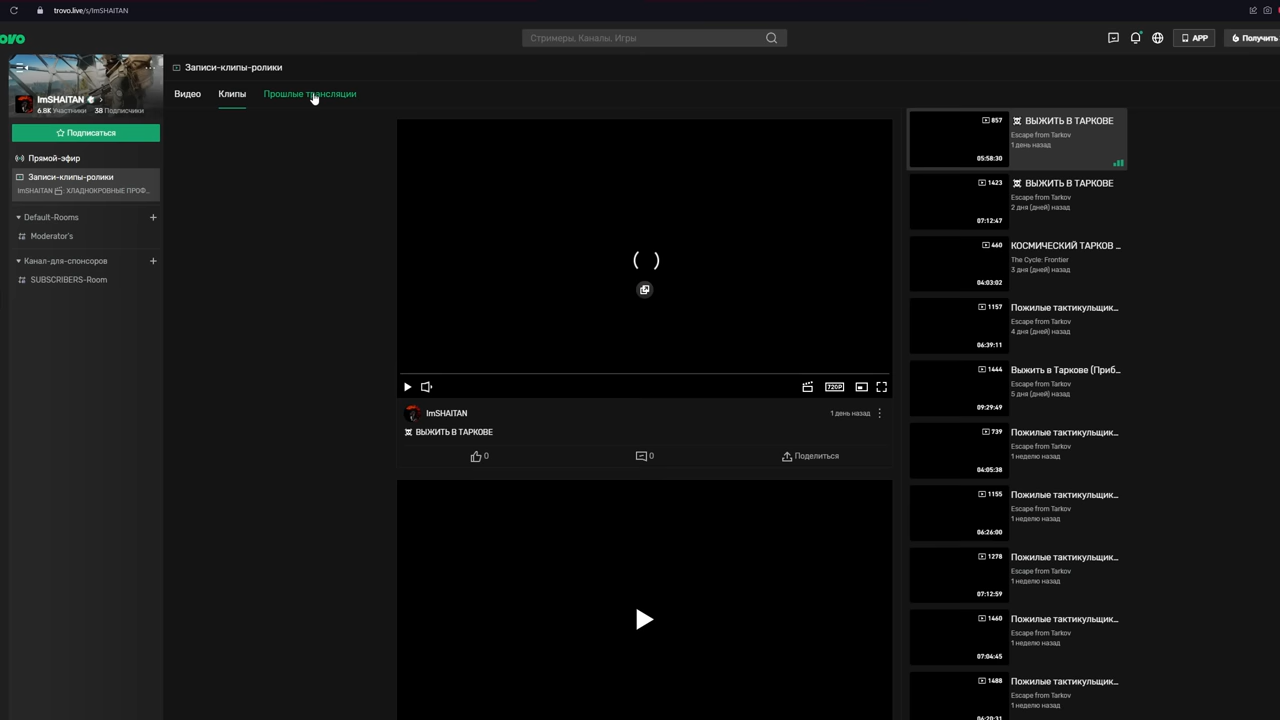 trovo.live/s/ImSHAITAN
ovo
Стримеры, Каналы, Игры
APP
Получить
ImSHAITAN
6.8K Участники 38 Подписчики
Подписаться
Прямой-эфир
Записи-клипы-ролики
ImSHAITAN ХЛАДНОКРОВНЫЕ ПРОФ...
Default-Rooms
Moderator's
Канал-для-спонсоров
SUBSCRIBERS-Room
Записи-клипы-ролики
Видео Клипы Прошлые трансляции
720P
ImSHAITAN
1 день назад
ВЫЖИТЬ В ТАРКОВЕ
0 0 Поделиться
857
05:58:30
ВЫЖИТЬ В ТАРКОВЕ
Escape from Tarkov
1 день назад
1423
07:12:47
ВЫЖИТЬ В ТАРКОВЕ
Escape from Tarkov
2 дня (дней) назад
460
04:03:02
КОСМИЧЕСКИЙ ТАРКОВ ...
The Cycle: Frontier
3 дня (дней) назад
1157
06:39:11
Пожилые тактикульщик...
Escape from Tarkov
4 дня (дней) назад
1444
09:29:49
Выжить в Таркове (Приб...
Escape from Tarkov
5 дня (дней) назад
739
04:05:38
Пожилые тактикульщик...
Escape from Tarkov
1 неделю назад
1155
06:26:00
Пожилые тактикульщик...
Escape from Tarkov
1 неделю назад
1278
07:12:59
Пожилые тактикульщик...
Escape from Tarkov
1 неделю назад
1460
07:04:45
Пожилые тактикульщик...
Escape from Tarkov
1 неделю назад
1488
06:20:31
Пожилые тактикульщик...
Escape from Tarkov
1 неделю назад